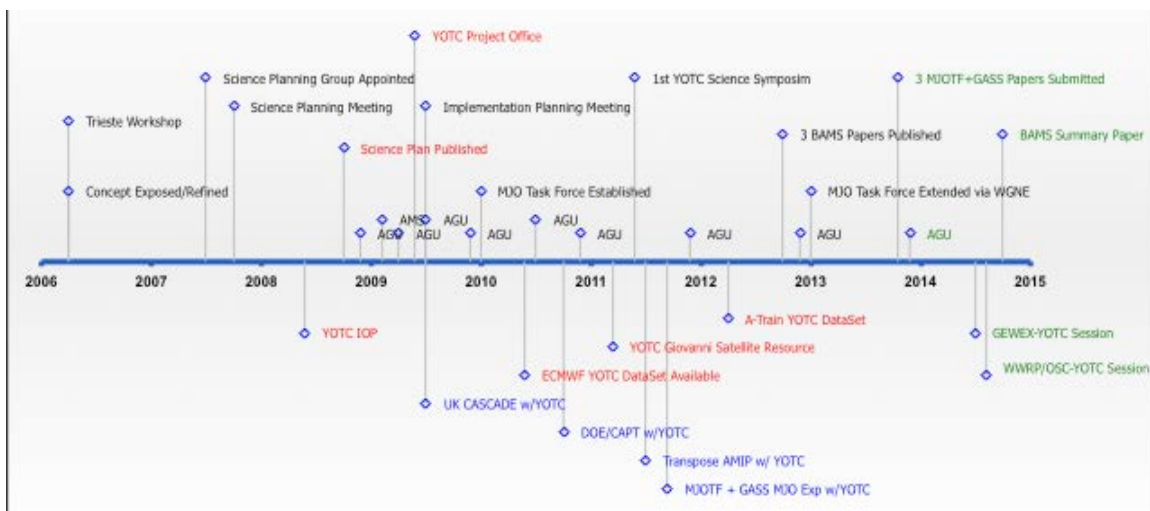 YOTC Project Office
Science Planning Group Appointed
1st YOTC Science Symposim
3 MJOTF+GASS Papers Submitted
Science Planning Meeting
Implementation Planning Meeting
Trieste Workshop
3 BAMS Papers Published
BAMS Summary Paper
Science Plan Published
Concept Exposed/Refined
MJO Task Force Established
MJO Task Force Extended via WGNE
AMS
AGU
AGU
AGU
AGU
AGU
AGU
AGU
AGU
AGU
2006 2007 2008 2009 2010 2011 2012 2013 2014 2015
A-Train YOTC DataSet
YOTC IOP
GEWEX-YOTC Session
YOTC Giovanni Satellite Resource
ECMWF YOTC DataSet Available
WWRP/OSC-YOTC Session
UK CASCADE w/YOTC
DOE/CAPT w/YOTC
Transpose AMIP w/ YOTC
MJOTF + GASS MJO Exp w/YOTC